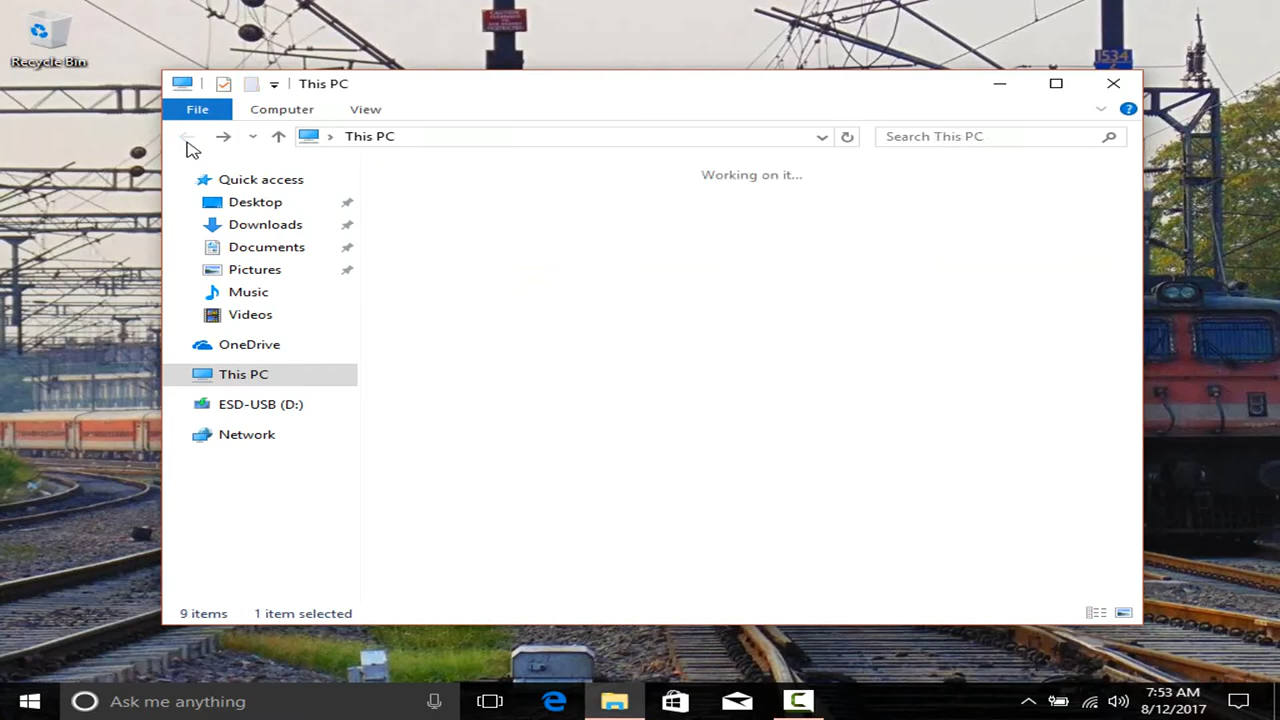 CAUTION
Recycle Bin
This PC
File
Computer
View
This PC
Search This PC
Quick access
Working on it...
Desktop
Downloads
Documents
Pictures
Music
Videos
OneDrive
This PC
ESD-USB (D:)
Network
9 items
1 item selected
Ask me anything
7:53 AM
8/12/2017